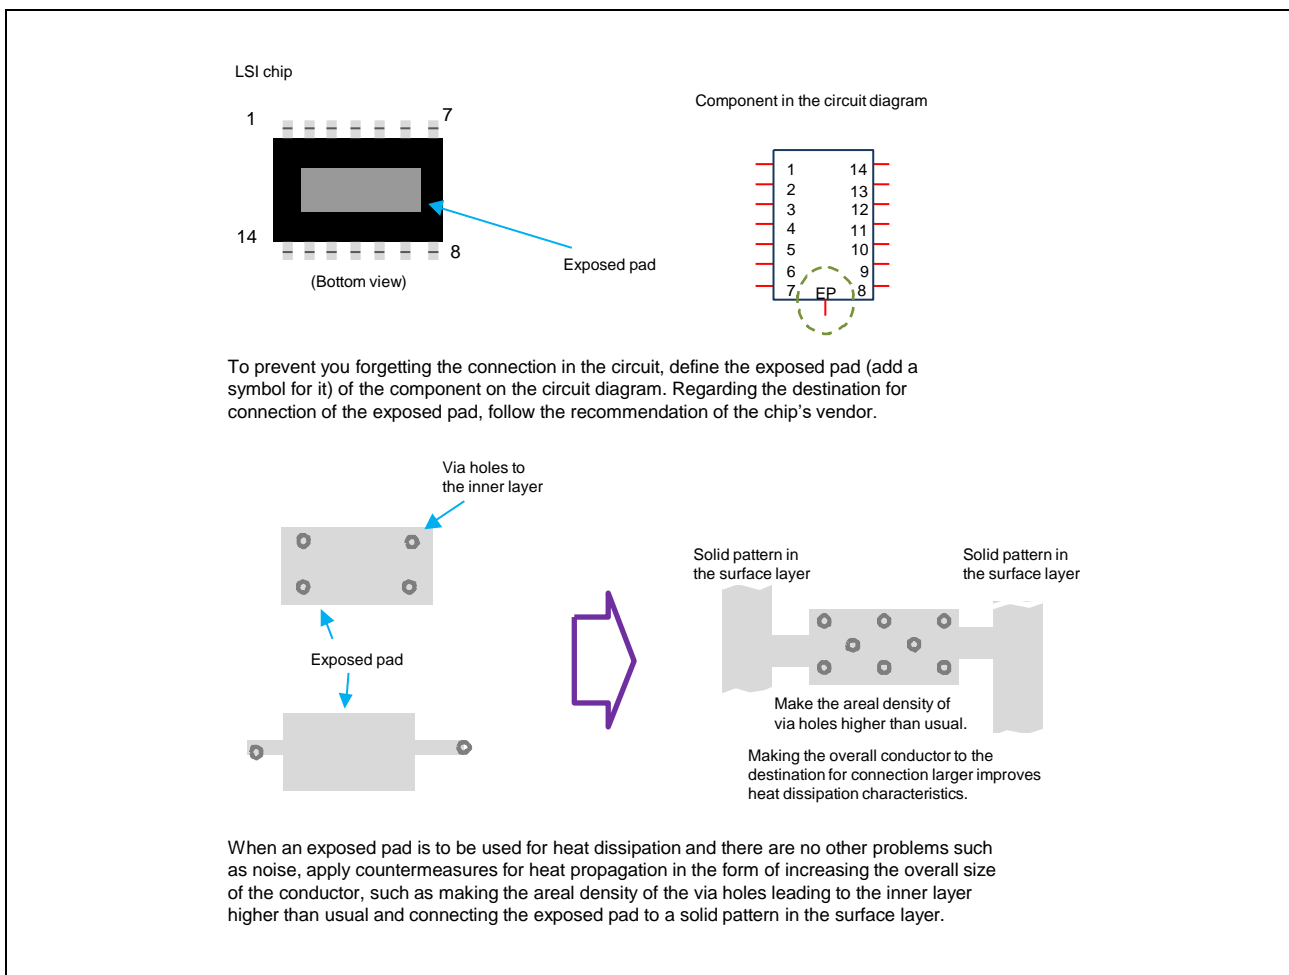 LSI chip
Component in the circuit diagram
1
7
14
8
(Bottom view)
Exposed pad
1 14
2 13
3 12
4 11
5 10
6 9
7 EP 8
To prevent you forgetting the connection in the circuit, define the exposed pad (add a
symbol for it) of the component on the circuit diagram. Regarding the destination for
connection of the exposed pad, follow the recommendation of the chip's vendor.
Via holes to
the inner layer
Exposed pad
Solid pattern in
the surface layer
Solid pattern in
the surface layer
Make the areal density of
via holes higher than usual.
Making the overall conductor to the
destination for connection larger improves
heat dissipation characteristics.
When an exposed pad is to be used for heat dissipation and there are no other problems such
as noise, apply countermeasures for heat propagation in the form of increasing the overall size
of the conductor, such as making the areal density of the via holes leading to the inner layer
higher than usual and connecting the exposed pad to a solid pattern in the surface layer.